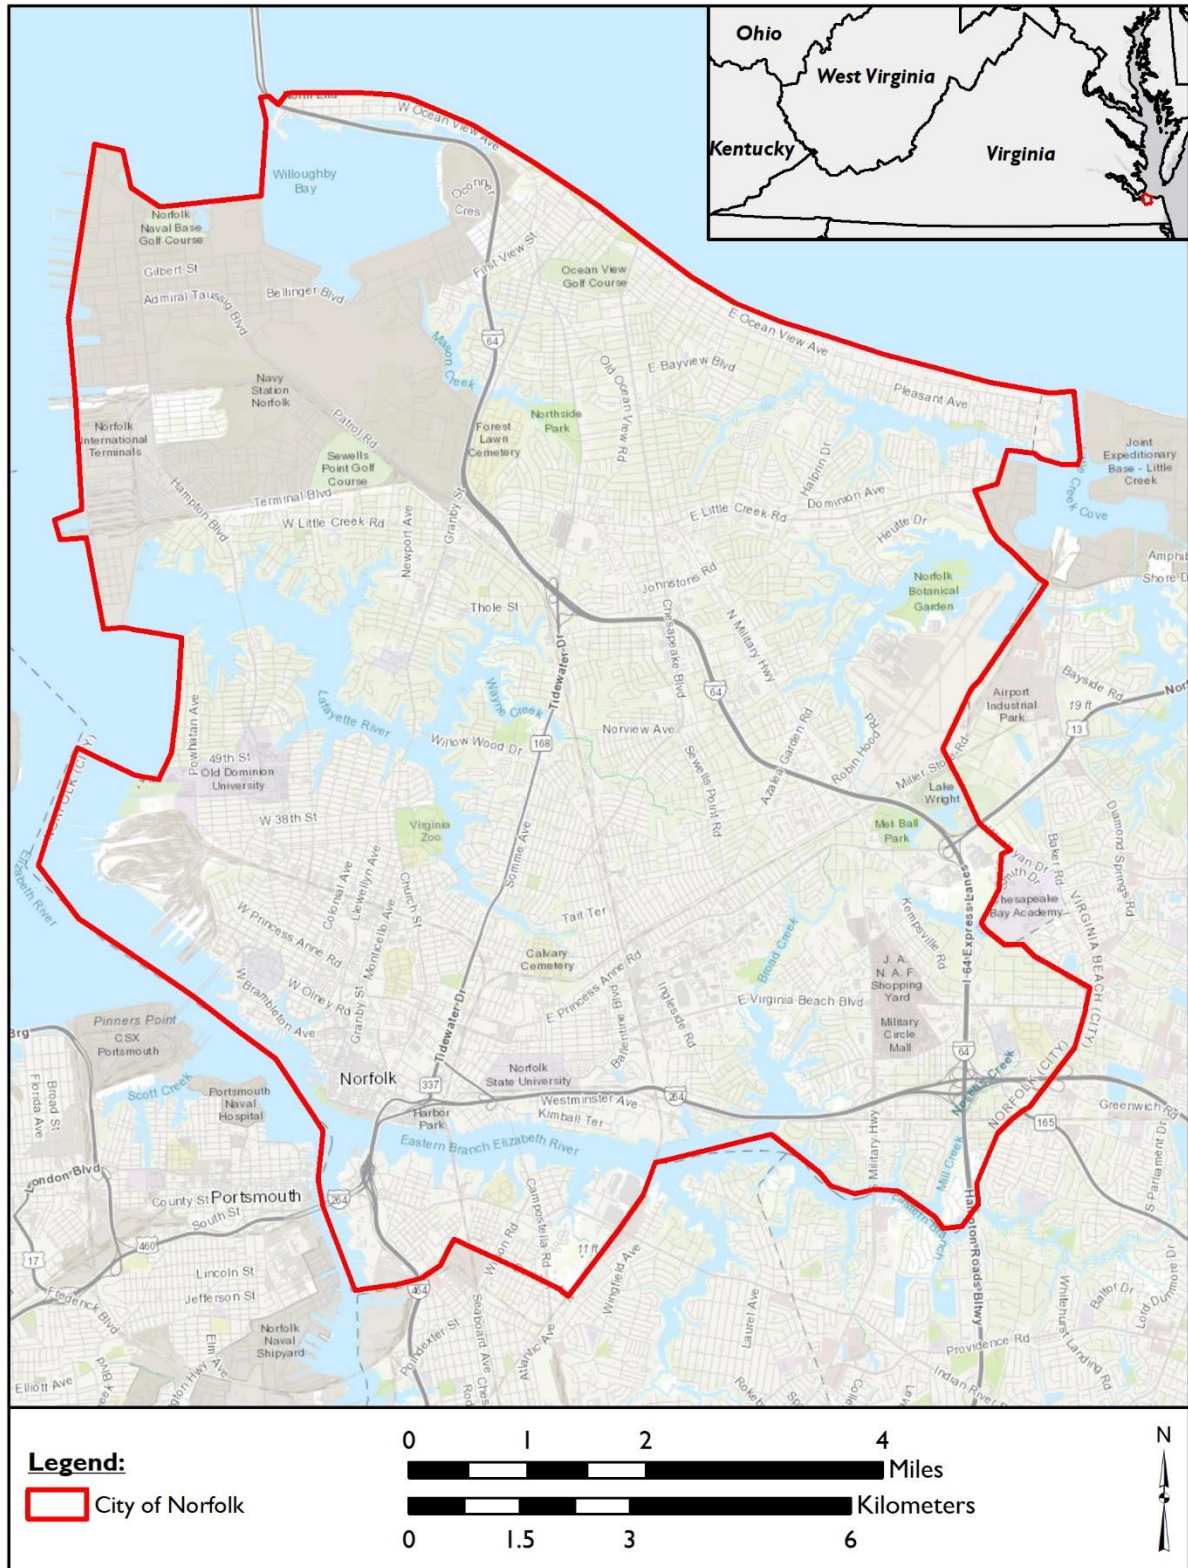 Ohio
West Virginia
Kentucky
Virginia
W Ocean View Ave
Willoughby
Bay
Oconner
Cres
Norfolk
Naval Base
Golf Course
Gilbert St
Admiral Taussig Blvd
Bellinger Blvd
First View St
Ocean View
Golf Course
E Ocean View Ave
64
Mason
Creek
Old Ocean View Rd
E Bayview Blvd
Pleasant Ave
Navy
Station
Norfolk
Patrol Rd
Northside
Park
Forest
Lawn
Cemetery
Norfolk
International
Terminals
Sewells
Point Golf
Course
Halprin Dr
Joint
Expeditionary
Base - Little
Creek
Creek Cove
Hampton Blvd
Terminal Blvd
W Little Creek Rd
Newport Ave
Granby St
E Little Creek Rd
Dominion Ave
Heutte Dr
Johnstons Rd
Norfolk
Botanical
Garden
Shore D
Thole St
Chesapeake Blvd
N Military Hwy
Tidewater Dr
64
Bayside Rd
Airport
Industrial
Park
19 ft
13
Powhatan Ave
Lafayette River
Wayne Creek
Willow Wood Dr
168
Norview Ave
Sewells Point Rd
Azalea Garden Rd
Robin Hood Rd
Miller Store Rd
Lake
Wright
NORFOLK (CITY)
49th St
Old Dominion
University
W 38th St
Virginia
Zoo
Met Ball
Park
Elizabeth
River
Somme Ave
Colonial Ave
Llewellyn Ave
Monticello Ave
Church St
W Princess Anne Rd
Tait Ter
Smith Dr
Baker Rd
Diamond Springs Rd
Chesapeake
Bay Academy
VIRGINIA BEACH (CITY)
Kempsville Rd
I-64 Express Lanes
Broad Creek
Calvary
Cemetery
J. A.
N. A. F.
Shopping
Yard
W Olney Rd
W Brambleton Ave
Granby St
E Princess Anne Rd
Ballentine Blvd
Ingleside Rd
E Virginia Beach Blvd
Military
Circle
Mall
Pinners Point
CSX
Portsmouth
Brg
Tidewater Dr
Scott Creek
Portsmouth
Naval
Hospital
Broad St
Florida Ave
Norfolk
337
Norfolk
State University
Westminster Ave
Kimball Ter
264
64
NORFOLK (CITY)
165
Greenwich Rd
Harbor
Park
Eastern Branch Elizabeth River
S Military Hwy
Mill Creek
S Parliament Dr
London Blvd
County St
Portsmouth
South St
264
Campostella Rd
Wilson Rd
11 ft
Wingfield Ave
Hampton Roads Bltwy
17
460
Lincoln St
Jefferson St
464
Frederick Blvd
Laurel Ave
Balfor Dr
Lord Dunmore Dr
Whitehurst Landing Rd
Norfolk
Naval
Shipyard
Poindexter St
Seaboard Ave
Atlantic Ave
Providence Rd
Elm Ave
Elliott Ave
Indian River
Legend:
City of Norfolk
0 1 2 4
Miles
Kilometers
0 1.5 3 6
N